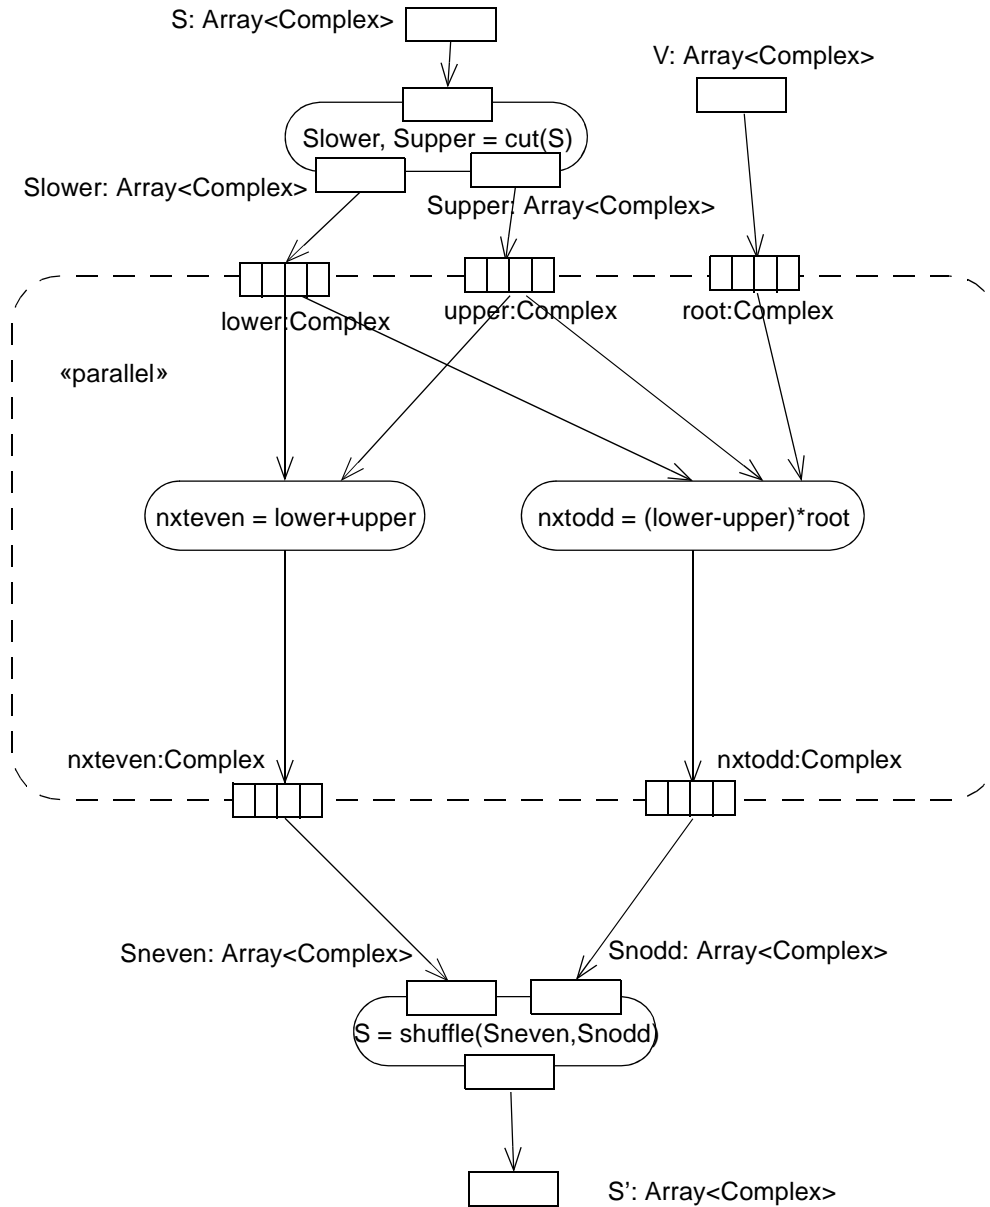 S: Array<Complex>
V: Array<Complex>
Slower, Supper = cut(S)
Slower: Array<Complex>
Supper: Array<Complex>
lower:Complex
upper:Complex
root:Complex
«parallel»
nxteven = lower+upper
nxtodd = (lower-upper)*root
nxteven:Complex
nxtodd:Complex
Sneven: Array<Complex>
Snodd: Array<Complex>
S = shuffle(Sneven,Snodd)
S': Array<Complex>